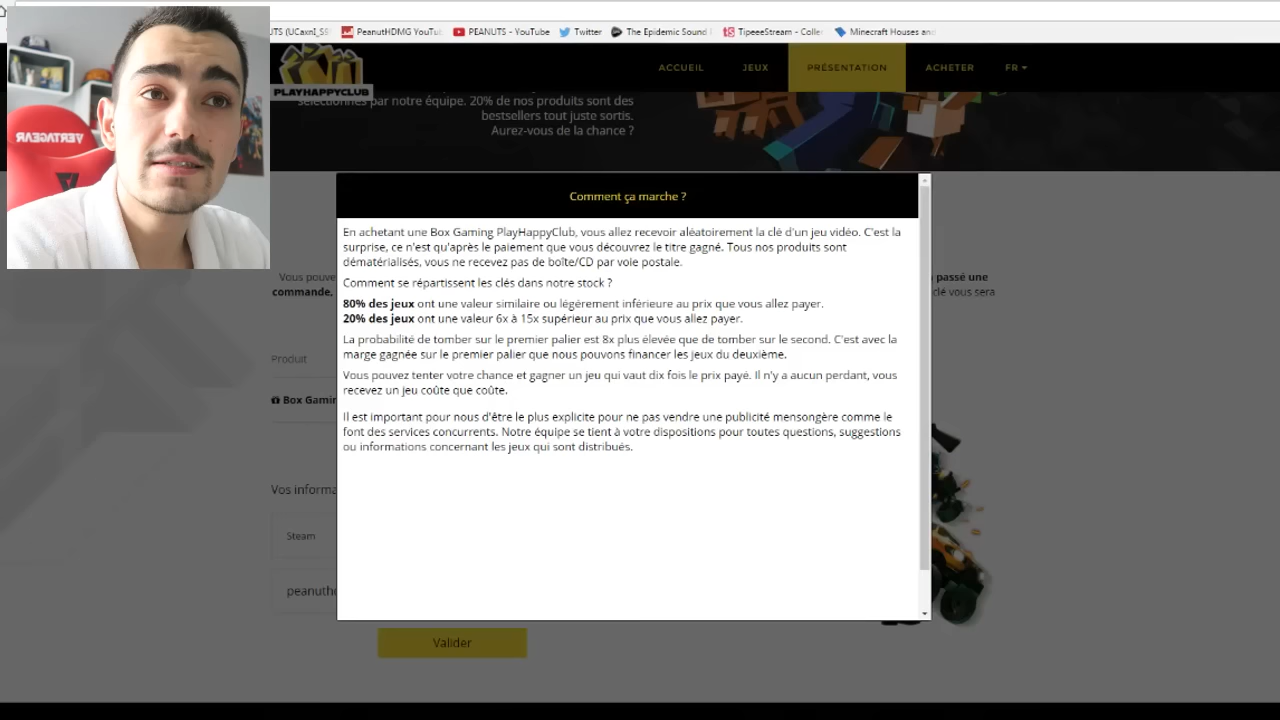 UTS (UCaxnI_S9
PeanutHDMG YouTu
PEANUTS - YouTube
Twitter
The Epidemic Sound
TipeeeStream - Colle
Minecraft Houses an
VERTAGEAR
PLAYHAPPYCLUB
ACCUEIL
JEUX
PRÉSENTATION
ACHETER
FR
sélectionnés par notre équipe. 20% de nos produits sont des
bestsellers tout juste sortis.
Aurez-vous de la chance ?
Comment ça marche ?
En achetant une Box Gaming PlayHappyClub, vous allez recevoir aléatoirement la clé d'un jeu vidéo. C'est la
surprise, ce n'est qu'après le paiement que vous découvrez le titre gagné. Tous nos produits sont
dématérialisés, vous ne recevez pas de boîte/CD par voie postale.
Comment se répartissent les clés dans notre stock ?
80% des jeux ont une valeur similaire ou légèrement inférieure au prix que vous allez payer.
20% des jeux ont une valeur 6x à 15x supérieur au prix que vous allez payer.
La probabilité de tomber sur le premier palier est 8x plus élevée que de tomber sur le second. C'est avec la
marge gagnée sur le premier palier que nous pouvons financer les jeux du deuxième.
Vous pouvez tenter votre chance et gagner un jeu qui vaut dix fois le prix payé. Il n'y a aucun perdant, vous
recevez un jeu coûte que coûte.
Il est important pour nous d'être le plus explicite pour ne pas vendre une publicité mensongère comme le
font des services concurrents. Notre équipe se tient à votre dispositions pour toutes questions, suggestions
ou informations concernant les jeux qui sont distribués.
Vous pouve
a passé une
commande,
clé vous sera
Produit
Box Gamin
Vos informa
Steam
peanuthd
Valider